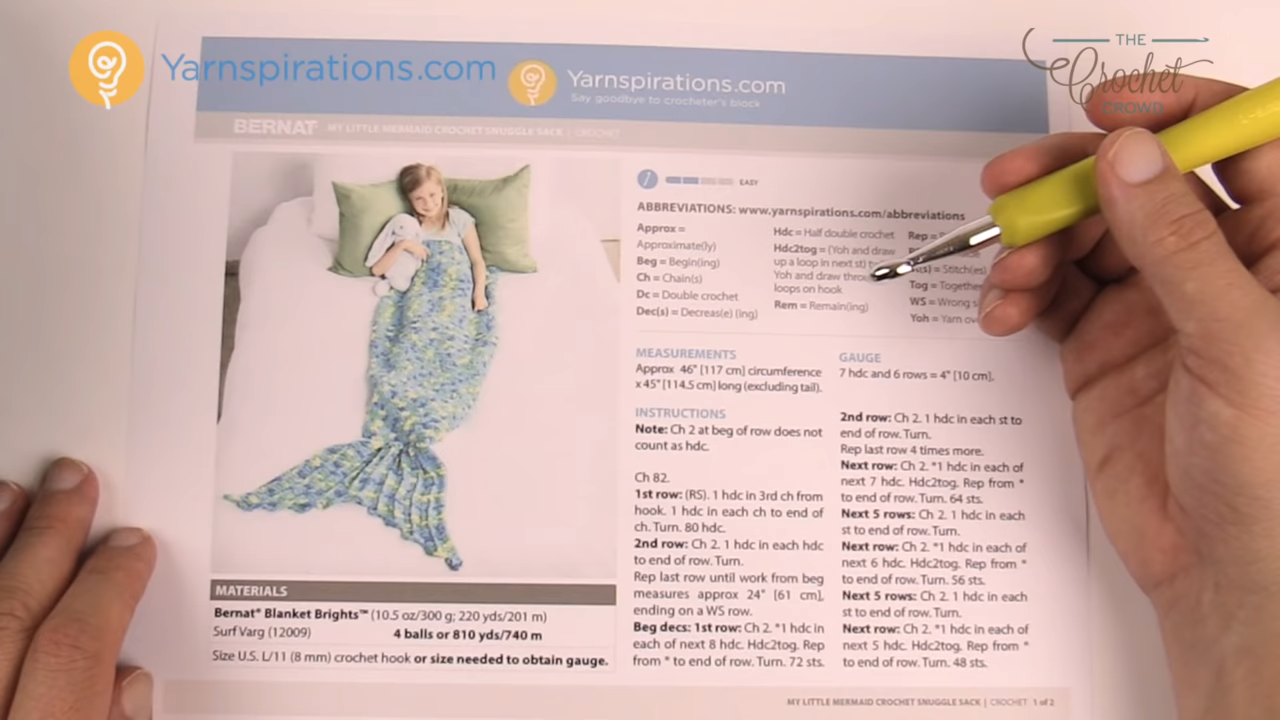 Yarnspirations.com
THE
Crochet
CROWD
Yarnspirations.com
Say goodbye to crocheter's block
BERNAT MY LITTLE MERMAID CROCHET SNUGGLE SACK | CROCHET
EASY
ABBREVIATIONS: www.yarnspirations.com/abbreviations
Approx =
Approximate(ly)
Beg = Begin(ing)
Ch = Chain(s)
Dc = Double crochet
Dec(s) = Decreas(e) (ing)
Hdc = Half double crochet
Hdc2tog = (Yoh and draw
up a loop in next st)
Yoh and draw
loops on hook
Rem = Remain(ing)
Rep =
= Stitch(es)
Tog =
WS = Wrong
Yoh = Yarn
MEASUREMENTS
Approx 46" [117 cm] circumference
x 45" [114.5 cm] long (excluding tail).
GAUGE
7 hdc and 6 rows = 4" [10 cm].
INSTRUCTIONS
Note: Ch 2 at beg of row does not
count as hdc.
Ch 82.
1st row: (RS). 1 hdc in 3rd ch from
hook. 1 hdc in each ch to end of
ch. Turn. 80 hdc.
2nd row: Ch 2. 1 hdc in each hdc
to end of row. Turn.
Rep last row until work from beg
measures approx 24" [61 cm],
ending on a WS row.
Beg decs: 1st row: Ch 2. *1 hdc in
each of next 8 hdc. Hdc2tog. Rep
from * to end of row. Turn. 72 sts.
2nd row: Ch 2. 1 hdc in each st to
end of row. Turn.
Rep last row 4 times more.
Next row: Ch 2. *1 hdc in each of
next 7 hdc. Hdc2tog. Rep from *
to end of row. Turn. 64 sts.
Next 5 rows: Ch 2. 1 hdc in each
st to end of row. Turn.
Next row: Ch 2. *1 hdc in each of
next 6 hdc. Hdc2tog. Rep from *
to end of row. Turn. 56 sts.
Next 5 rows: Ch 2. 1 hdc in each
st to end of row. Turn.
Next row: Ch 2. *1 hdc in each of
next 5 hdc. Hdc2tog. Rep from *
to end of row. Turn. 48 sts.
MATERIALS
Bernat® Blanket Brights™ (10.5 oz/300 g; 220 yds/201 m)
Surf Varg (12009) 4 balls or 810 yds/740 m
Size U.S. L/11 (8 mm) crochet hook or size needed to obtain gauge.
MY LITTLE MERMAID CROCHET SNUGGLE SACK | CROCHET 1 of 2